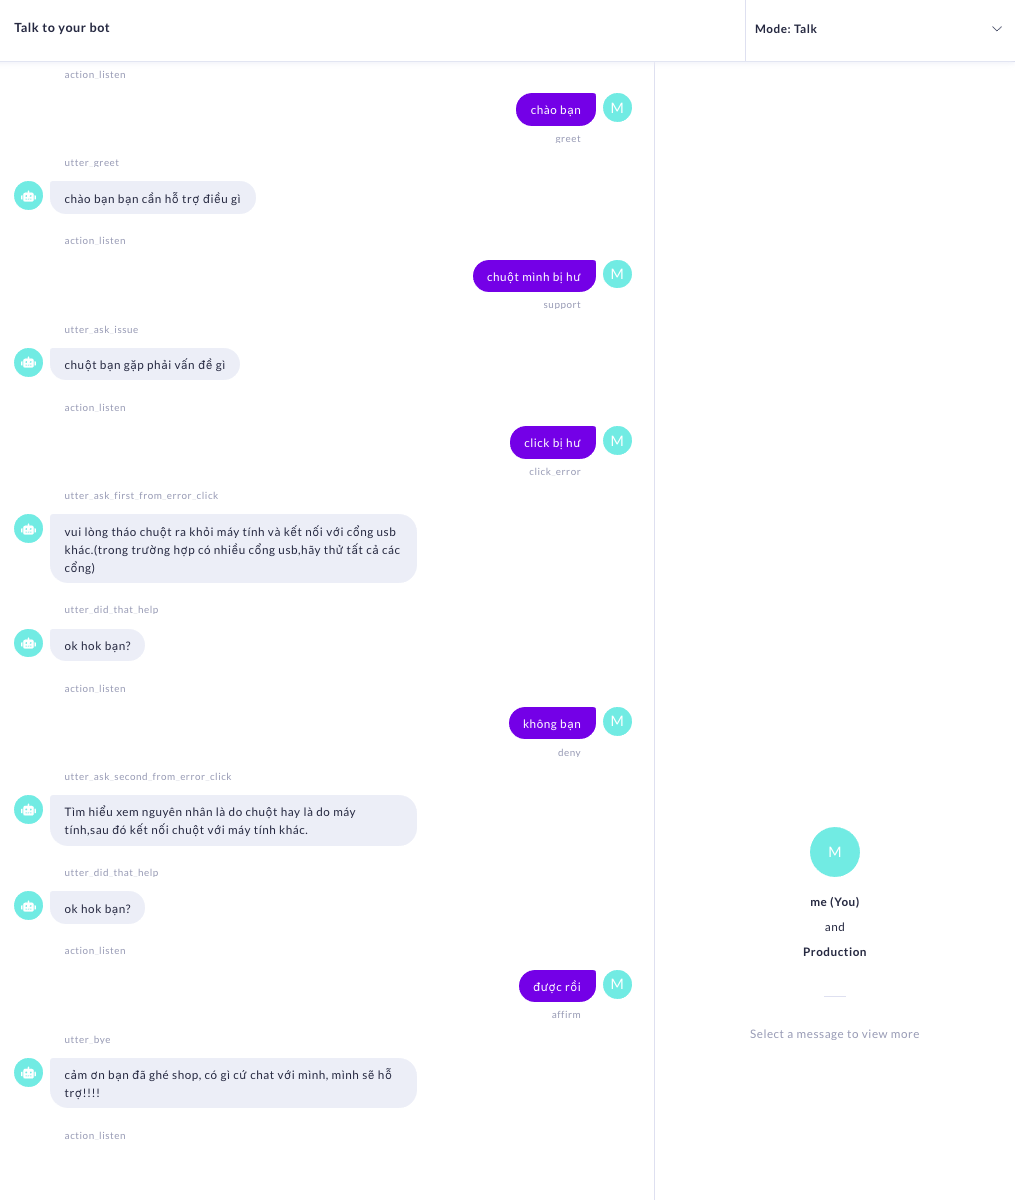 Talk to your bot
Mode: Talk
action_listen
chào bạn
M
greet
utter_greet
chào bạn bạn cần hỗ trợ điều gì
action_listen
chuột mình bị hư
M
support
utter_ask_issue
chuột bạn gặp phải vấn đề gì
action_listen
click bị hư
M
click_error
utter_ask_first_from_error_click
vui lòng tháo chuột ra khỏi máy tính và kết nối với cổng usb
khác.(trong trường hợp có nhiều cổng usb,hãy thử tất cả các
cổng)
utter_did_that_help
ok hok bạn?
action_listen
không bạn
M
deny
utter_ask_second_from_error_click
Tìm hiểu xem nguyên nhân là do chuột hay là do máy
tính,sau đó kết nối chuột với máy tính khác.
utter_did_that_help
ok hok bạn?
action_listen
được rồi
M
affirm
utter_bye
cảm ơn bạn đã ghé shop, có gì cứ chat với mình, mình sẽ hỗ
trợ!!!!
action_listen
M
me (You)
and
Production
Select a message to view more